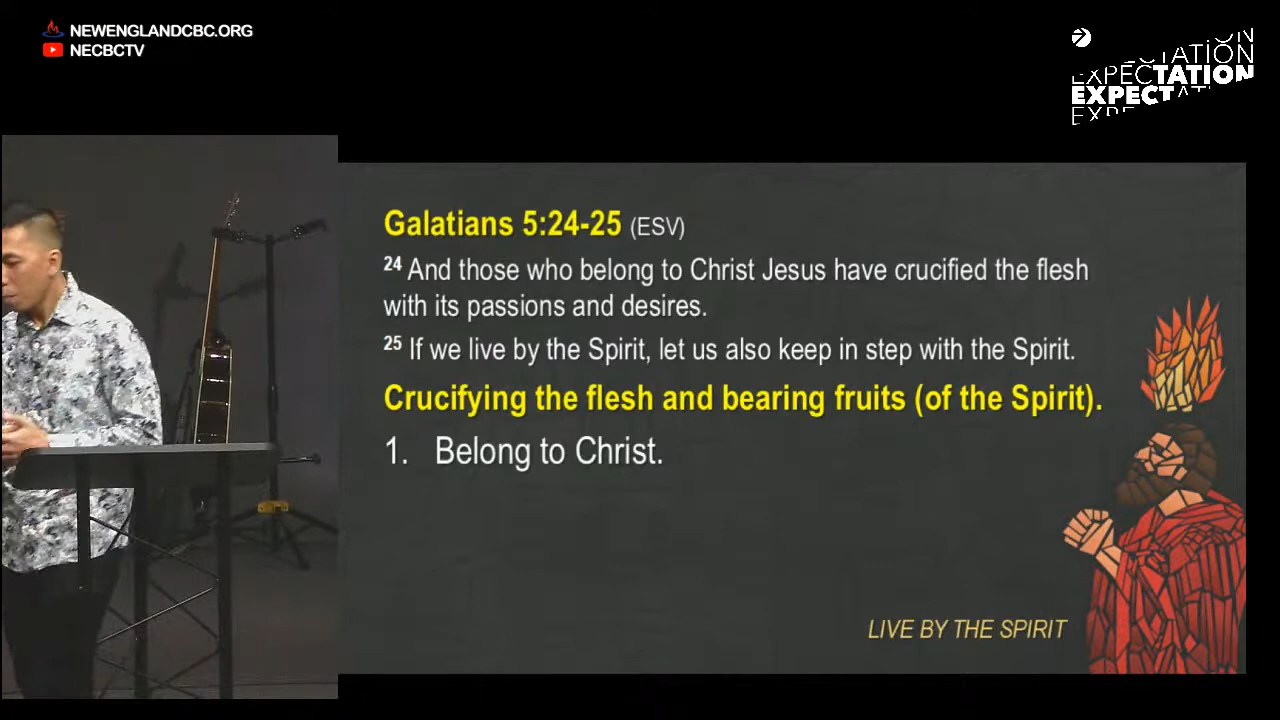 NEWENGLANDCBC.ORG
NECBCTV
EXPECTATION
EXPECTATION
EXPECTATION
Galatians 5:24-25 (ESV)
24 And those who belong to Christ Jesus have crucified the flesh
with its passions and desires.
25 If we live by the Spirit, let us also keep in step with the Spirit.
Crucifying the flesh and bearing fruits (of the Spirit).
1. Belong to Christ.
LIVE BY THE SPIRIT